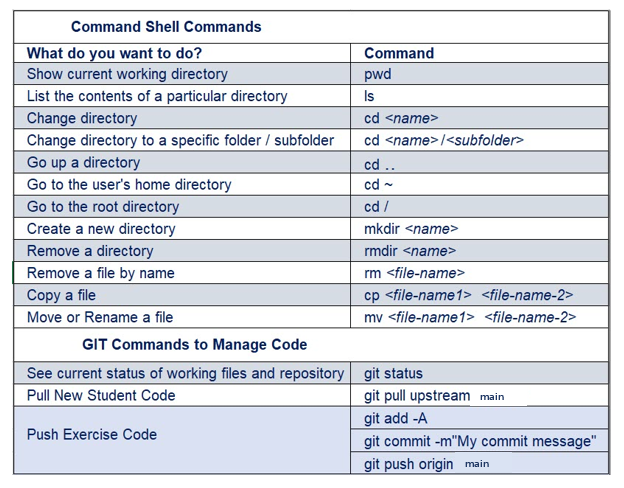 Command Shell Commands
What do you want to do? Command
Show current working directory pwd
List the contents of a particular directory ls
Change directory cd <name>
Change directory to a specific folder / subfolder cd <name>/<subfolder>
Go up a directory cd ..
Go to the user's home directory cd ~
Go to the root directory cd /
Create a new directory mkdir <name>
Remove a directory rmdir <name>
Remove a file by name rm <file-name>
Copy a file cp <file-name1> <file-name-2>
Move or Rename a file mv <file-name1> <file-name-2>
GIT Commands to Manage Code
See current status of working files and repository git status
Pull New Student Code git pull upstream main
Push Exercise Code git add -A
git commit -m"My commit message"
git push origin main